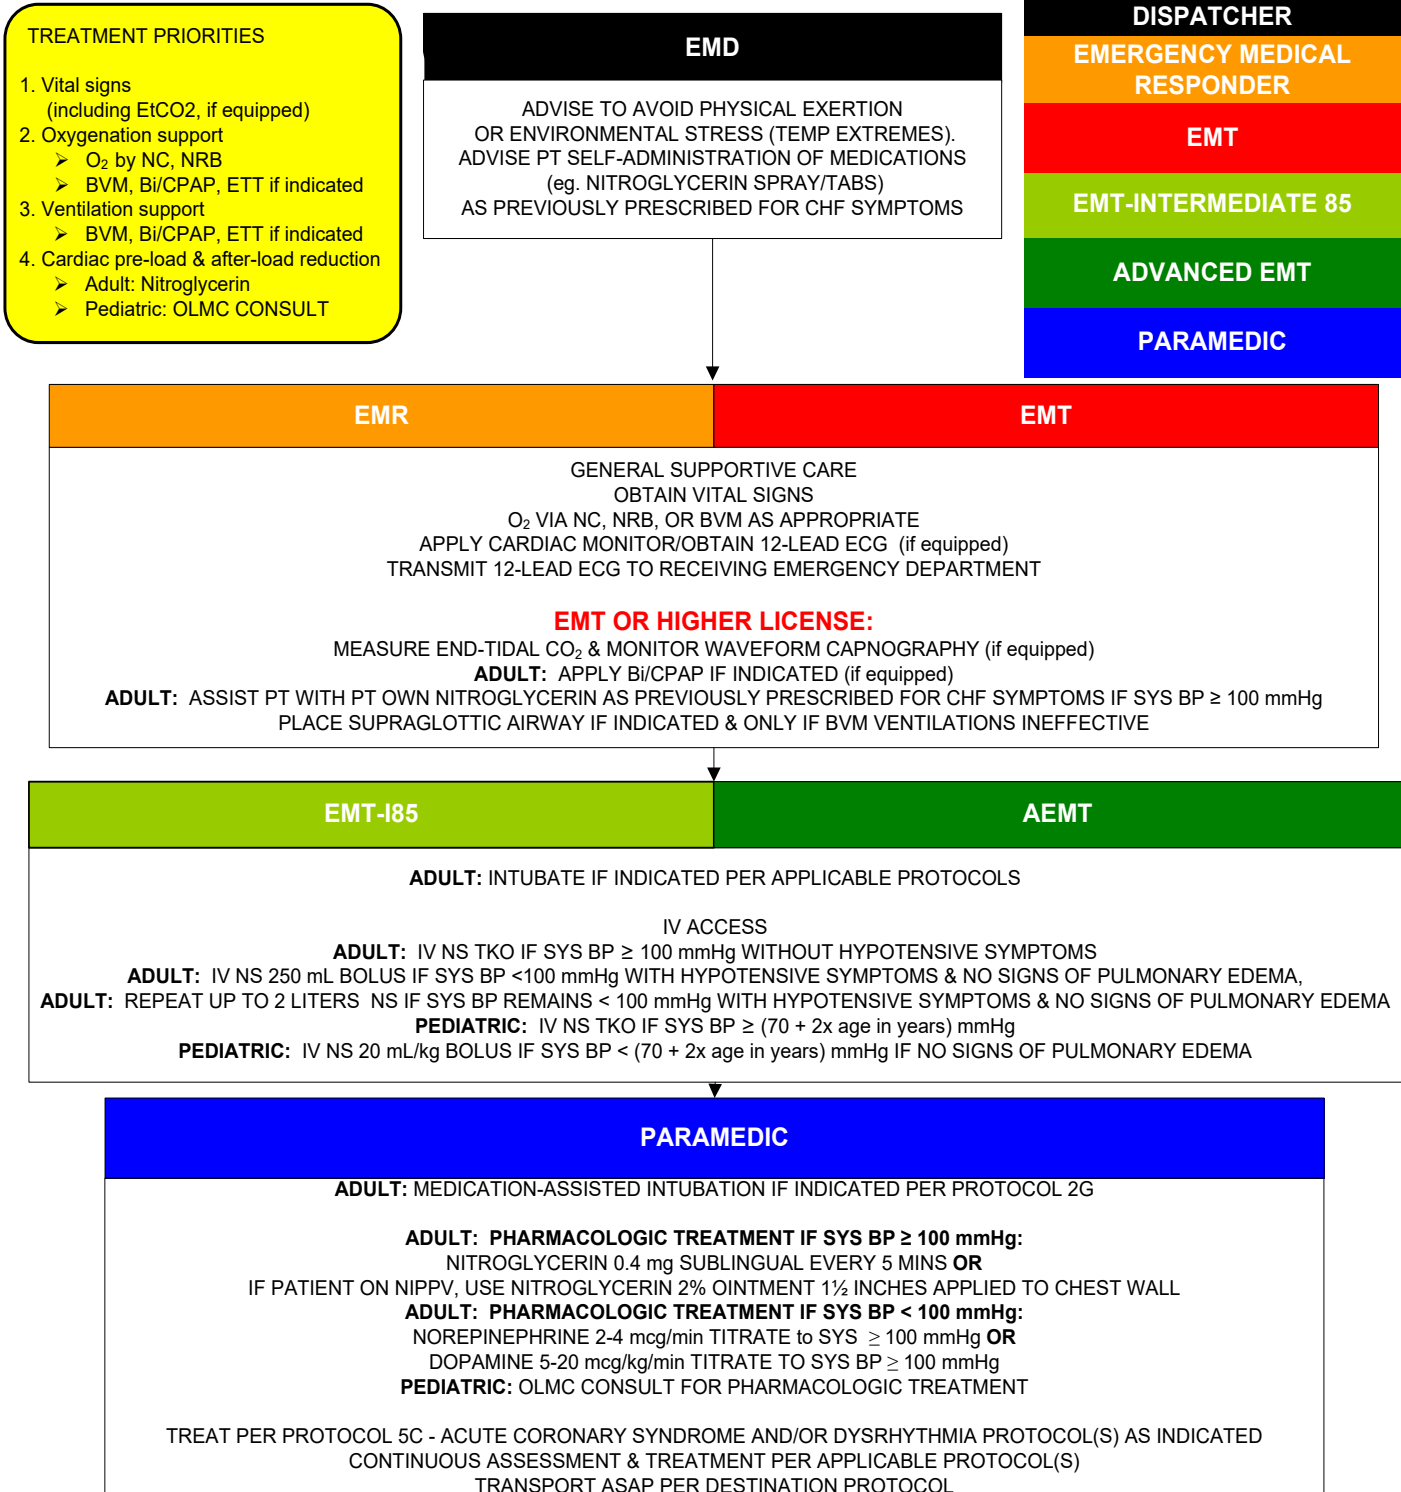 TREATMENT PRIORITIES
1. Vital signs
(including EtCO2, if equipped)
2. Oxygenation support
➢ O₂ by NC, NRB
➢ BVM, Bi/CPAP, ETT if indicated
3. Ventilation support
➢ BVM, Bi/CPAP, ETT if indicated
4. Cardiac pre-load & after-load reduction
➢ Adult: Nitroglycerin
➢ Pediatric: OLMC CONSULT
EMD
ADVISE TO AVOID PHYSICAL EXERTION
OR ENVIRONMENTAL STRESS (TEMP EXTREMES).
ADVISE PT SELF-ADMINISTRATION OF MEDICATIONS
(eg. NITROGLYCERIN SPRAY/TABS)
AS PREVIOUSLY PRESCRIBED FOR CHF SYMPTOMS
DISPATCHER
EMERGENCY MEDICAL
RESPONDER
EMT
EMT-INTERMEDIATE 85
ADVANCED EMT
PARAMEDIC
EMR
EMT
GENERAL SUPPORTIVE CARE
OBTAIN VITAL SIGNS
O₂ VIA NC, NRB, OR BVM AS APPROPRIATE
APPLY CARDIAC MONITOR/OBTAIN 12-LEAD ECG (if equipped)
TRANSMIT 12-LEAD ECG TO RECEIVING EMERGENCY DEPARTMENT
EMT OR HIGHER LICENSE:
MEASURE END-TIDAL CO₂ & MONITOR WAVEFORM CAPNOGRAPHY (if equipped)
ADULT: APPLY Bi/CPAP IF INDICATED (if equipped)
ADULT: ASSIST PT WITH PT OWN NITROGLYCERIN AS PREVIOUSLY PRESCRIBED FOR CHF SYMPTOMS IF SYS BP ≥ 100 mmHg
PLACE SUPRAGLOTTIC AIRWAY IF INDICATED & ONLY IF BVM VENTILATIONS INEFFECTIVE
EMT-I85
AEMT
ADULT: INTUBATE IF INDICATED PER APPLICABLE PROTOCOLS
IV ACCESS
ADULT: IV NS TKO IF SYS BP ≥ 100 mmHg WITHOUT HYPOTENSIVE SYMPTOMS
ADULT: IV NS 250 mL BOLUS IF SYS BP <100 mmHg WITH HYPOTENSIVE SYMPTOMS & NO SIGNS OF PULMONARY EDEMA,
ADULT: REPEAT UP TO 2 LITERS NS IF SYS BP REMAINS < 100 mmHg WITH HYPOTENSIVE SYMPTOMS & NO SIGNS OF PULMONARY EDEMA
PEDIATRIC: IV NS TKO IF SYS BP ≥ (70 + 2x age in years) mmHg
PEDIATRIC: IV NS 20 mL/kg BOLUS IF SYS BP < (70 + 2x age in years) mmHg IF NO SIGNS OF PULMONARY EDEMA
PARAMEDIC
ADULT: MEDICATION-ASSISTED INTUBATION IF INDICATED PER PROTOCOL 2G
ADULT: PHARMACOLOGIC TREATMENT IF SYS BP ≥ 100 mmHg:
NITROGLYCERIN 0.4 mg SUBLINGUAL EVERY 5 MINS OR
IF PATIENT ON NIPPV, USE NITROGLYCERIN 2% OINTMENT 1½ INCHES APPLIED TO CHEST WALL
ADULT: PHARMACOLOGIC TREATMENT IF SYS BP < 100 mmHg:
NOREPINEPHRINE 2-4 mcg/min TITRATE to SYS ≥ 100 mmHg OR
DOPAMINE 5-20 mcg/kg/min TITRATE TO SYS BP ≥ 100 mmHg
PEDIATRIC: OLMC CONSULT FOR PHARMACOLOGIC TREATMENT
TREAT PER PROTOCOL 5C - ACUTE CORONARY SYNDROME AND/OR DYSRHYTHMIA PROTOCOL(S) AS INDICATED
CONTINUOUS ASSESSMENT & TREATMENT PER APPLICABLE PROTOCOL(S)
TRANSPORT ASAP PER DESTINATION PROTOCOL